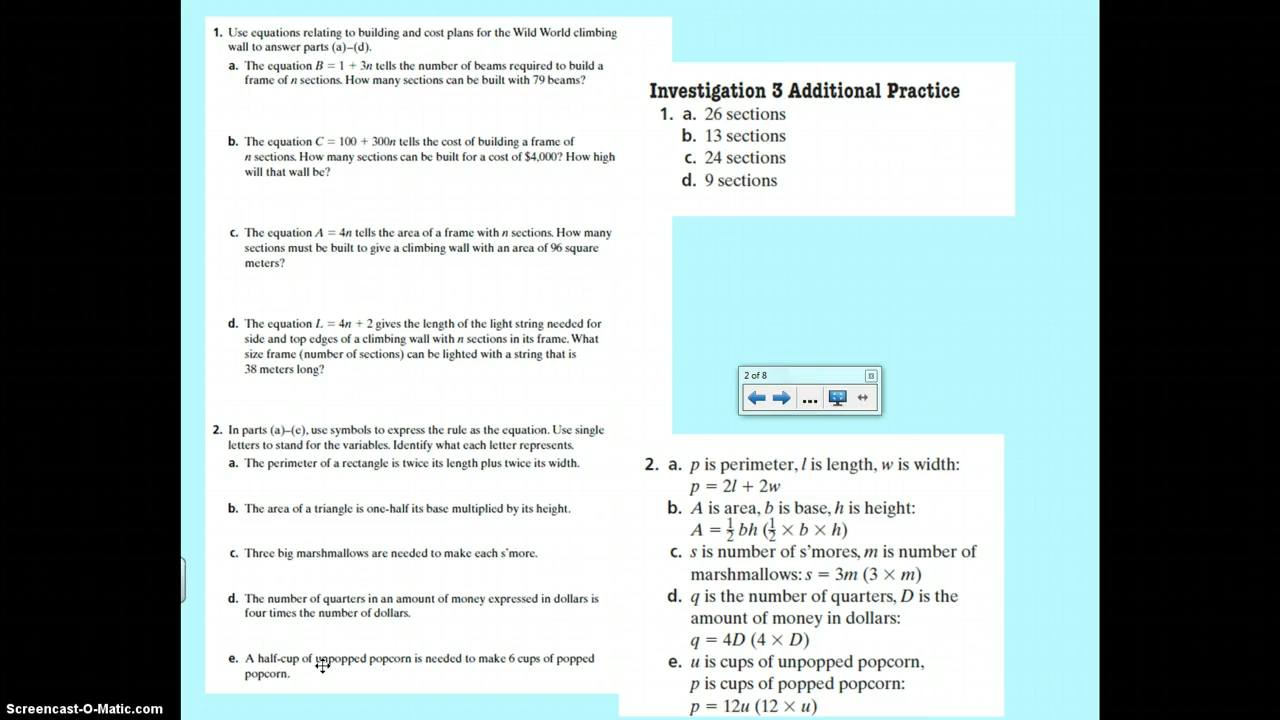 1. Use equations relating to building and cost plans for the Wild World climbing
wall to answer parts (a)–(d).
a. The equation B = 1 + 3n tells the number of beams required to build a
frame of n sections. How many sections can be built with 79 beams?
b. The equation C = 100 + 300n tells the cost of building a frame of
n sections. How many sections can be built for a cost of $4,000? How high
will that wall be?
c. The equation A = 4n tells the area of a frame with n sections. How many
sections must be built to give a climbing wall with an area of 96 square
meters?
d. The equation L = 4n + 2 gives the length of the light string needed for
side and top edges of a climbing wall with n sections in its frame. What
size frame (number of sections) can be lighted with a string that is
38 meters long?
2. In parts (a)–(e), use symbols to express the rule as the equation. Use single
letters to stand for the variables. Identify what each letter represents.
a. The perimeter of a rectangle is twice its length plus twice its width.
b. The area of a triangle is one-half its base multiplied by its height.
c. Three big marshmallows are needed to make each s'more.
d. The number of quarters in an amount of money expressed in dollars is
four times the number of dollars.
e. A half-cup of unpopped popcorn is needed to make 6 cups of popped
popcorn.
Investigation 3 Additional Practice
1. a. 26 sections
b. 13 sections
c. 24 sections
d. 9 sections
2 of 8
2. a. p is perimeter, l is length, w is width:
p = 2l + 2w
b. A is area, b is base, h is height:
A = ½ bh (½ × b × h)
c. s is number of s'mores, m is number of
marshmallows: s = 3m (3 × m)
d. q is the number of quarters, D is the
amount of money in dollars:
q = 4D (4 × D)
e. u is cups of unpopped popcorn,
p is cups of popped popcorn:
p = 12u (12 × u)
Screencast-O-Matic.com